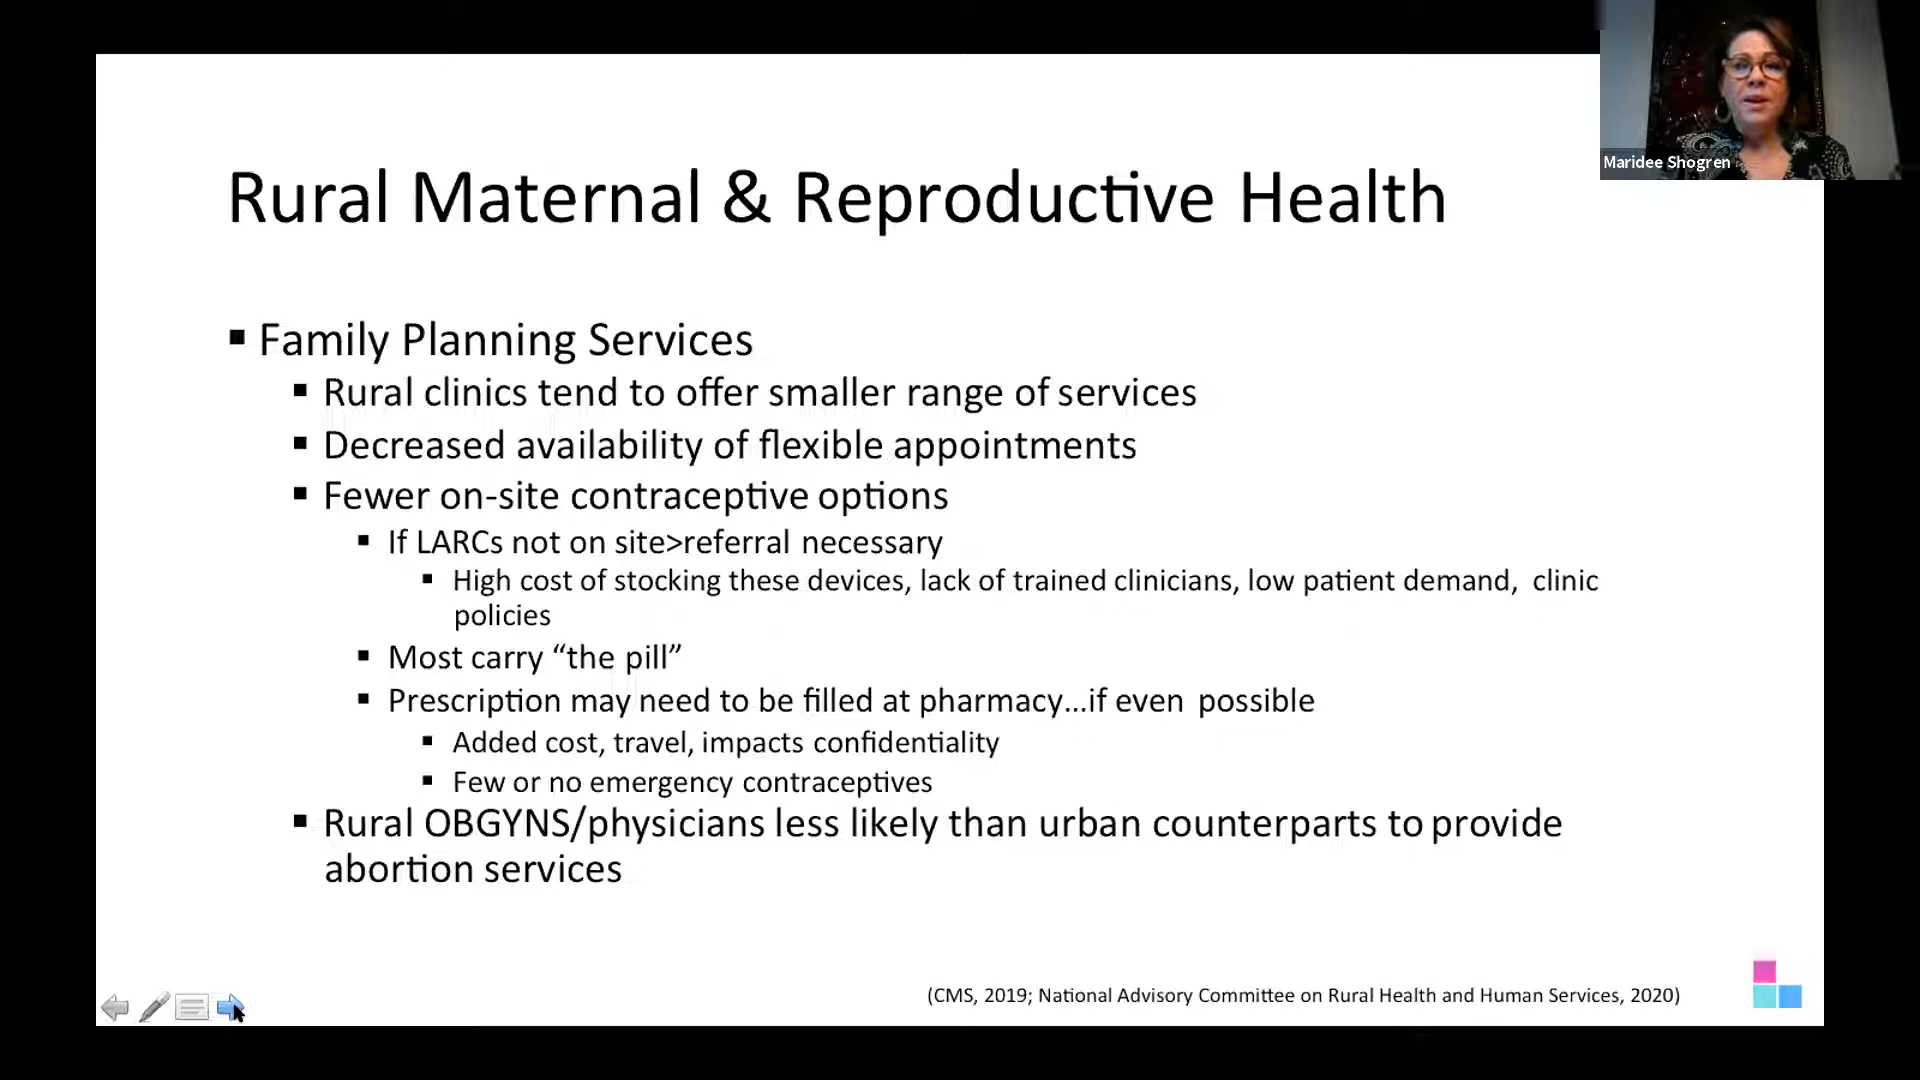 Maridee Shogren
Rural Maternal & Reproductive Health
▪ Family Planning Services
▪ Rural clinics tend to offer smaller range of services
▪ Decreased availability of flexible appointments
▪ Fewer on-site contraceptive options
▪ If LARCs not on site>referral necessary
▪ High cost of stocking these devices, lack of trained clinicians, low patient demand, clinic
policies
▪ Most carry “the pill”
▪ Prescription may need to be filled at pharmacy…if even possible
▪ Added cost, travel, impacts confidentiality
▪ Few or no emergency contraceptives
▪ Rural OBGYNS/physicians less likely than urban counterparts to provide
abortion services
(CMS, 2019; National Advisory Committee on Rural Health and Human Services, 2020)